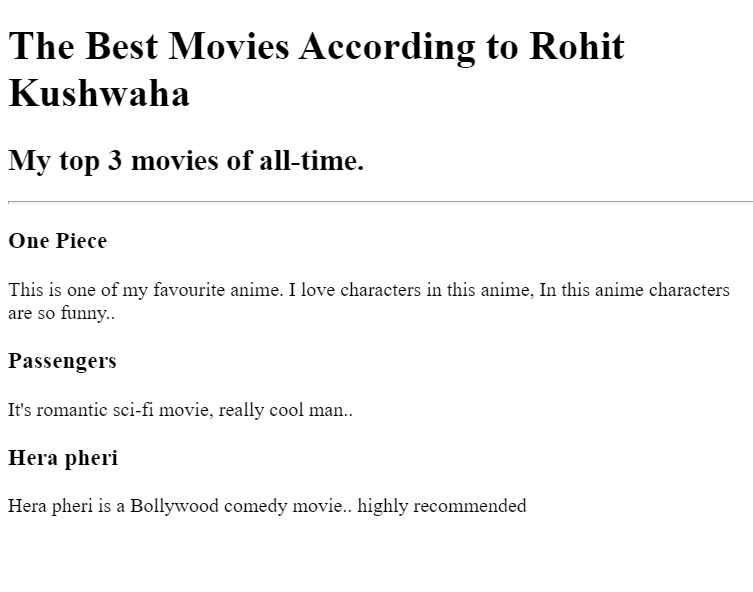 The Best Movies According to Rohit
Kushwaha
My top 3 movies of all-time.
One Piece
This is one of my favourite anime. I love characters in this anime, In this anime characters
are so funny..
Passengers
It's romantic sci-fi movie, really cool man..
Hera pheri
Hera pheri is a Bollywood comedy movie.. highly recommended